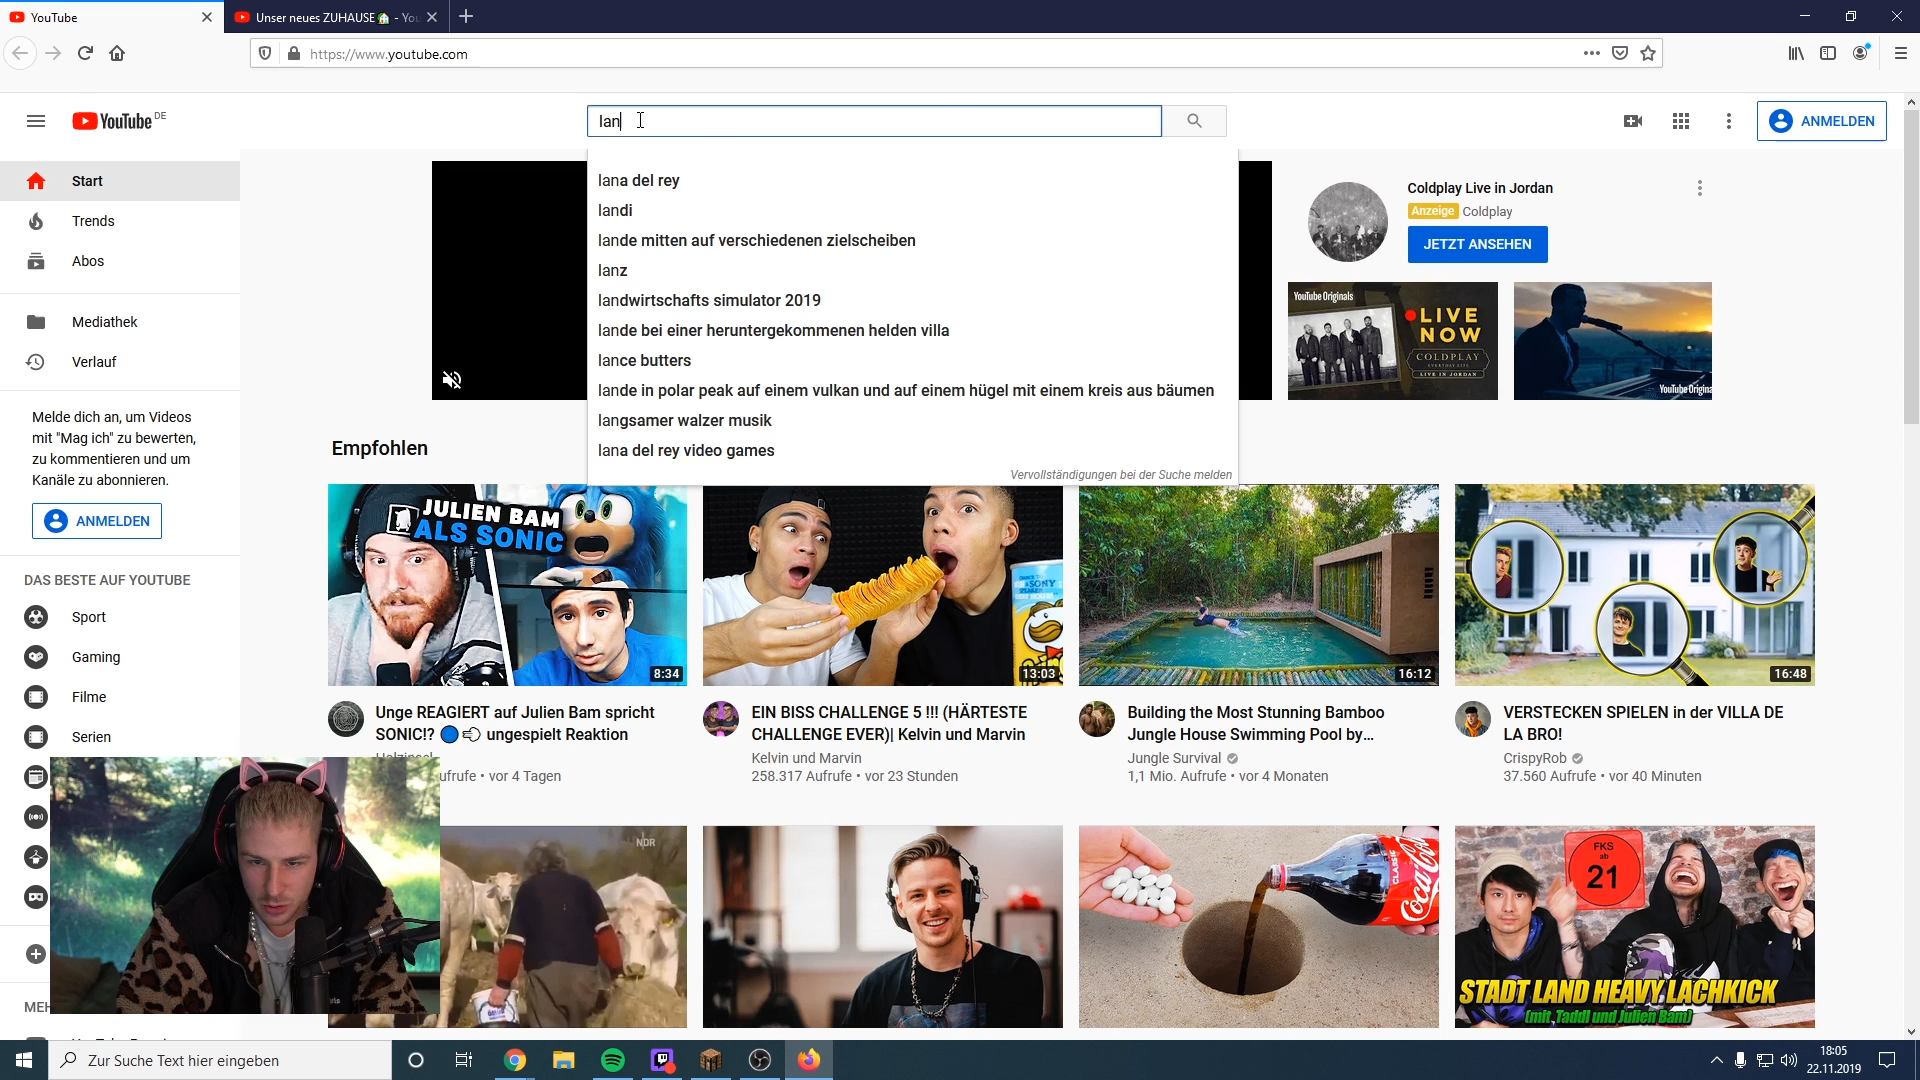 YouTube
Unser neues ZUHAUSE - You
https://www.youtube.com
YouTube DE
lan
ANMELDEN
Start
Trends
Abos
Mediathek
Verlauf
Melde dich an, um Videos
mit "Mag ich" zu bewerten,
zu kommentieren und um
Kanäle zu abonnieren.
ANMELDEN
DAS BESTE AUF YOUTUBE
Sport
Gaming
Filme
Serien
MEH
lana del rey
landi
lande mitten auf verschiedenen zielscheiben
lanz
landwirtschafts simulator 2019
lande bei einer heruntergekommenen helden villa
lance butters
lande in polar peak auf einem vulkan und auf einem hügel mit einem kreis aus bäumen
langsamer walzer musik
lana del rey video games
Vervollständigungen bei der Suche melden
Coldplay Live in Jordan
Anzeige Coldplay
JETZT ANSEHEN
YouTube Originals
LIVE
NOW
COLDPLAY
EVERYDAY LIFE
LIVE IN JORDAN
YouTube Origina
Empfohlen
JULIEN BAM
ALS SONIC
8:34
Unge REAGIERT auf Julien Bam spricht
SONIC!? ungespielt Reaktion
ufrufe • vor 4 Tagen
SONY
13:03
EIN BISS CHALLENGE 5 !!! (HÄRTESTE
CHALLENGE EVER)| Kelvin und Marvin
Kelvin und Marvin
258.317 Aufrufe • vor 23 Stunden
16:12
Building the Most Stunning Bamboo
Jungle House Swimming Pool by...
Jungle Survival
1,1 Mio. Aufrufe • vor 4 Monaten
16:48
VERSTECKEN SPIELEN in der VILLA DE
LA BRO!
CrispyRob
37.560 Aufrufe • vor 40 Minuten
NDR
CLASSIC
Coca-Cola
FKS
ab
21
STADT LAND HEAVY LACHKICK
(mit Taddl und Julien Bam)
Zur Suche Text hier eingeben
18:05
22.11.2019